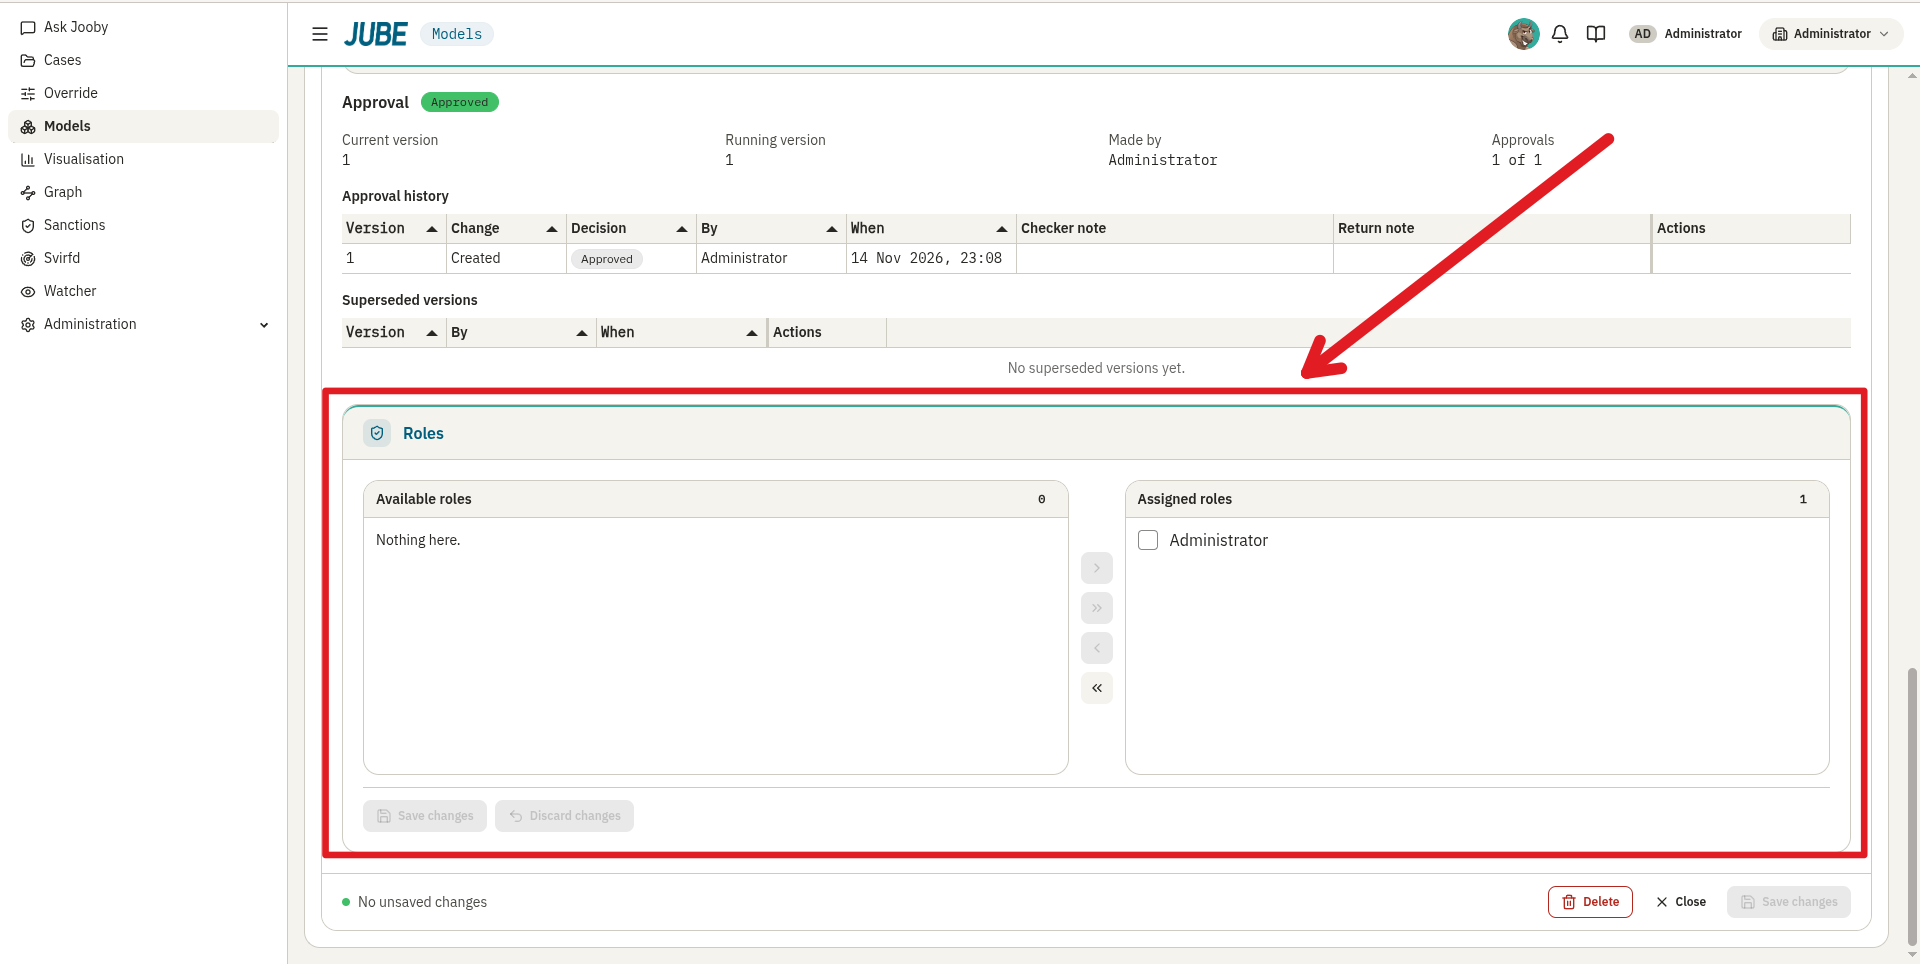 Ask Jooby
Cases
Override
Models
Visualisation
Graph
Sanctions
Svirfd
Watcher
Administration
JUBE
Models
AD Administrator
Administrator
Approval Approved
Current version Running version Made by Approvals
1 1 Administrator 1 of 1
Approval history
Version Change Decision By When Checker note Return note Actions
1 Created Approved Administrator 14 Nov 2026, 23:08
Superseded versions
Version By When Actions
No superseded versions yet.
Roles
Available roles 0
Nothing here.
Assigned roles 1
Administrator
Save changes Discard changes
No unsaved changes
Delete Close Save changes